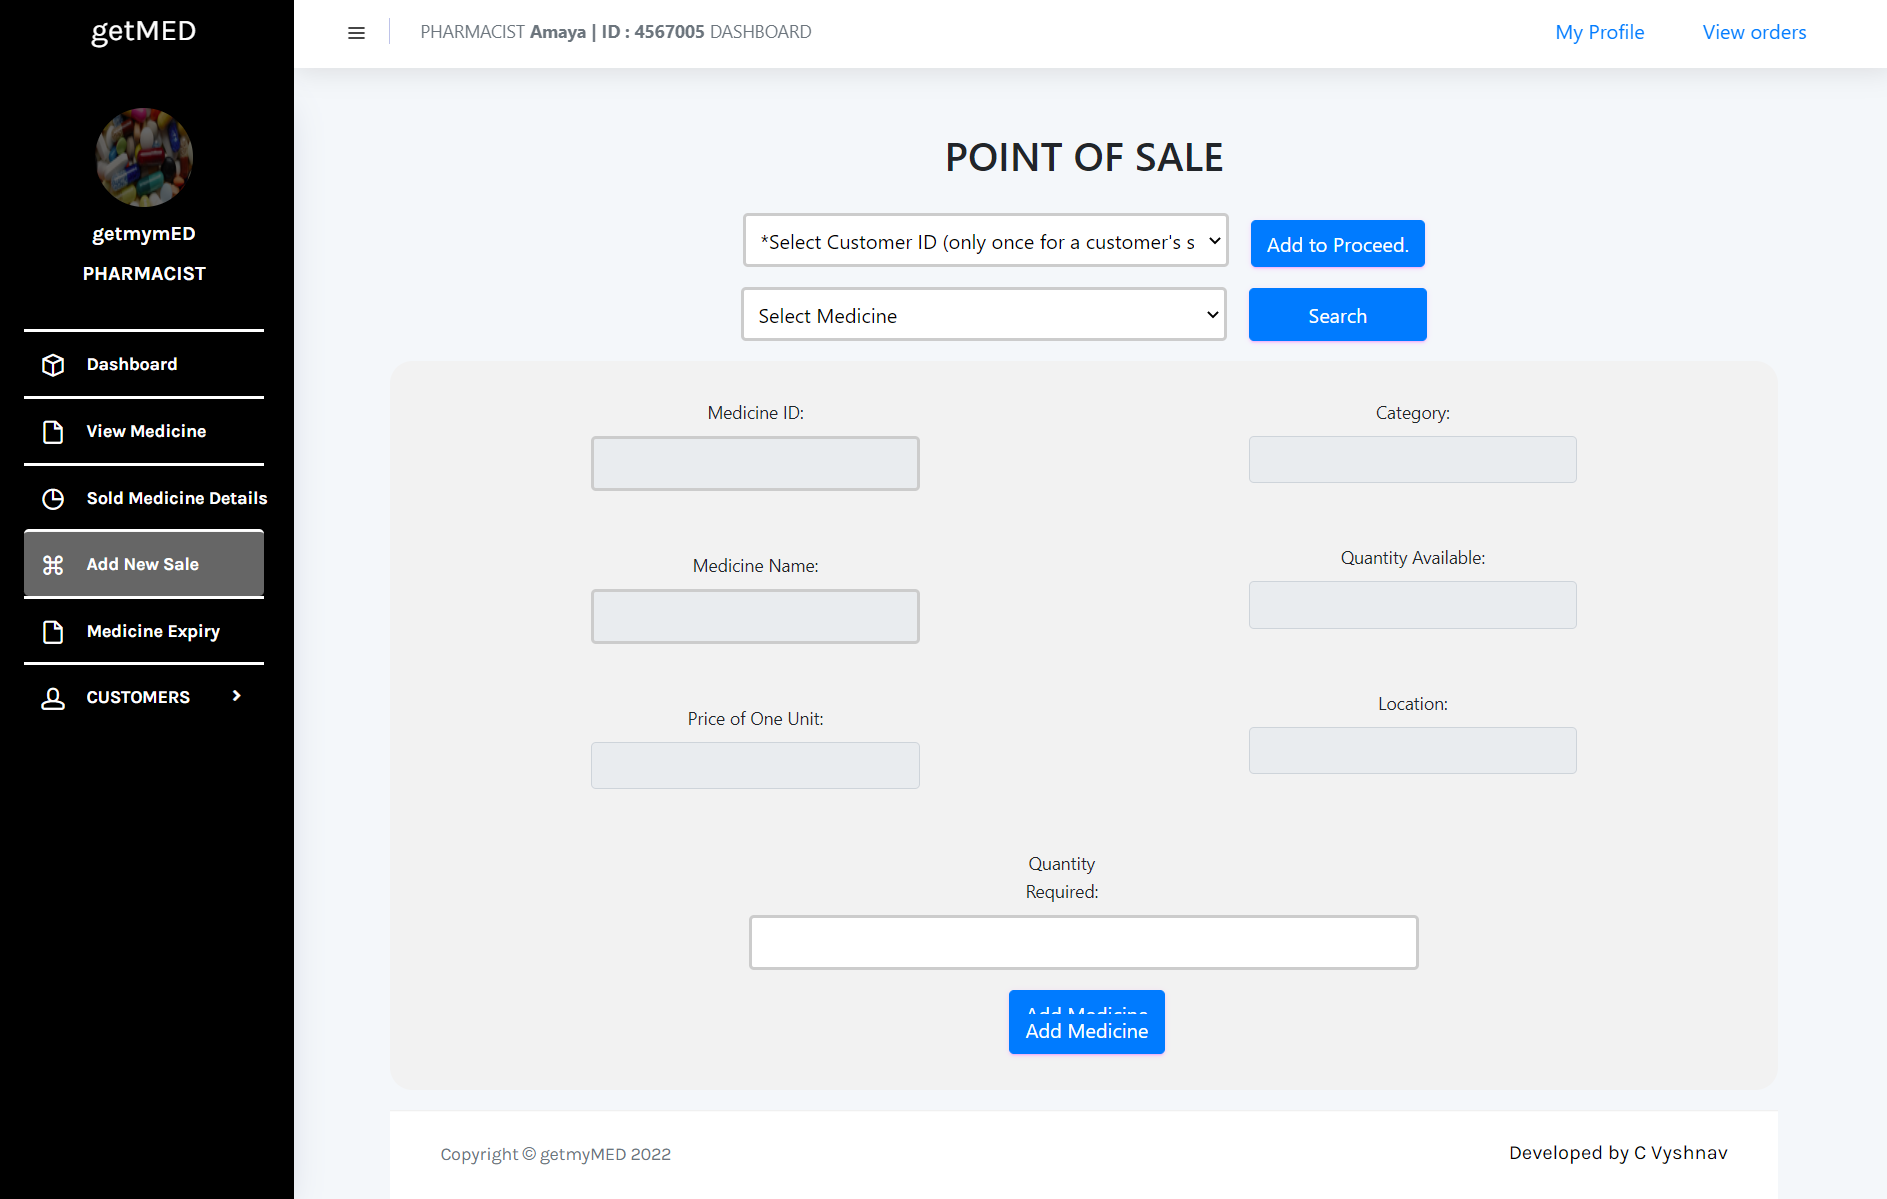 getMED
PHARMACIST Amaya | ID : 4567005 DASHBOARD
My Profile
View orders
getmymED
PHARMACIST
Dashboard
View Medicine
Sold Medicine Details
Add New Sale
Medicine Expiry
CUSTOMERS
POINT OF SALE
*Select Customer ID (only once for a customer's s
Add to Proceed.
Select Medicine
Search
Medicine ID:
Category:
Medicine Name:
Quantity Available:
Price of One Unit:
Location:
Quantity
Required:
Add Medicine
Add Medicine
Copyright © getmyMED 2022
Developed by C Vyshnav